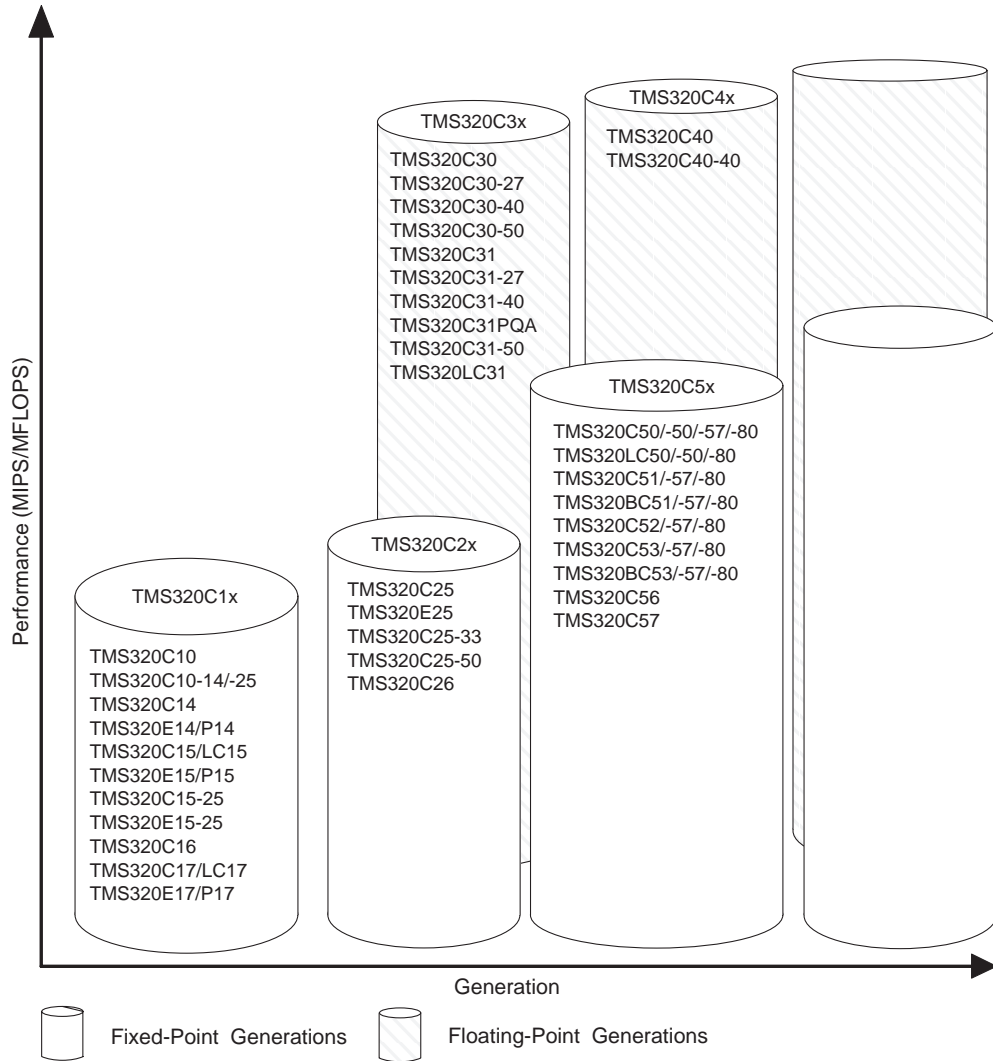 Performance (MIPS/MFLOPS)
TMS320C1x
TMS320C10
TMS320C10-14/-25
TMS320C14
TMS320E14/P14
TMS320C15/LC15
TMS320E15/P15
TMS320C15-25
TMS320E15-25
TMS320C16
TMS320C17/LC17
TMS320E17/P17
TMS320C2x
TMS320C25
TMS320E25
TMS320C25-33
TMS320C25-50
TMS320C26
TMS320C3x
TMS320C30
TMS320C30-27
TMS320C30-40
TMS320C30-50
TMS320C31
TMS320C31-27
TMS320C31-40
TMS320C31PQA
TMS320C31-50
TMS320LC31
TMS320C4x
TMS320C40
TMS320C40-40
TMS320C5x
TMS320C50/-50/-57/-80
TMS320LC50/-50/-80
TMS320C51/-57/-80
TMS320BC51/-57/-80
TMS320C52/-57/-80
TMS320C53/-57/-80
TMS320BC53/-57/-80
TMS320C56
TMS320C57
Generation
Fixed-Point Generations
Floating-Point Generations